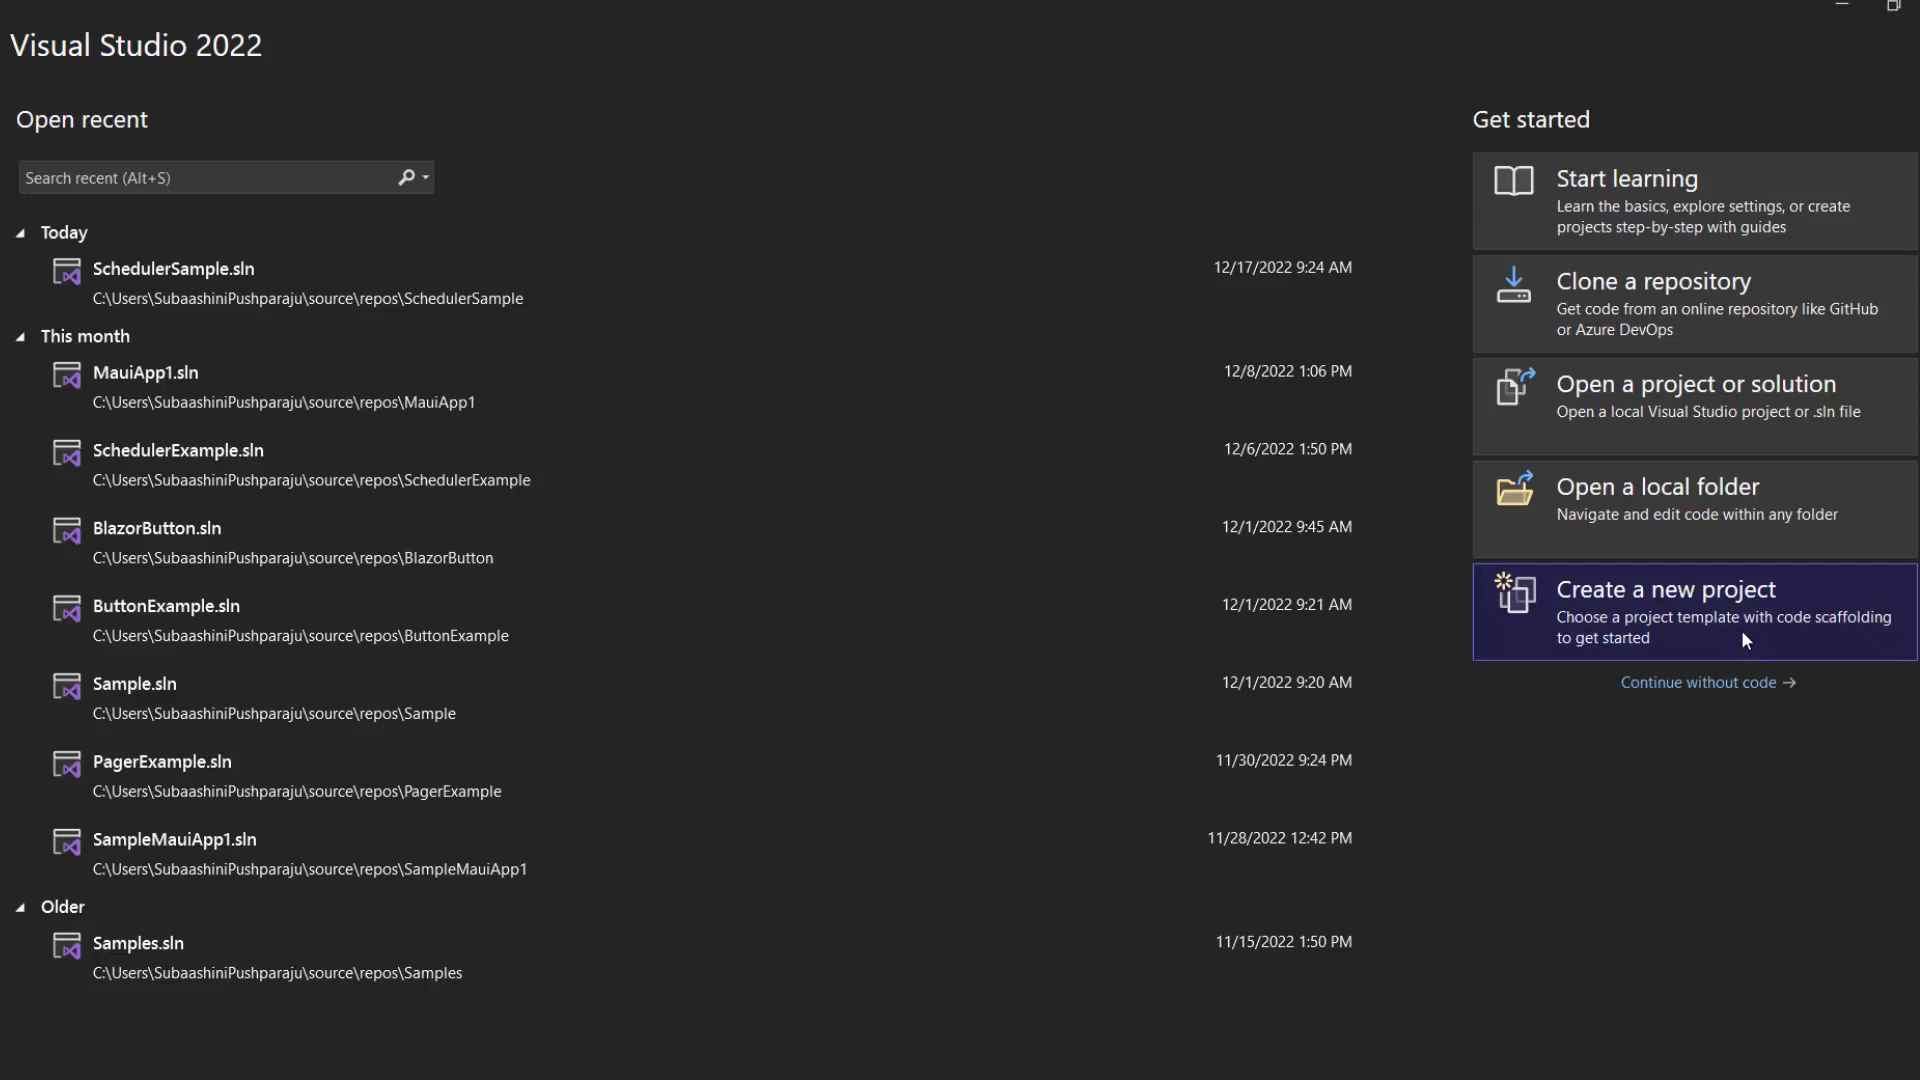 Visual Studio 2022
Open recent
Search recent (Alt+S)
Today
SchedulerSample.sln
12/17/2022 9:24 AM
C:\Users\SubaashiniPushparaju\source\repos\SchedulerSample
This month
MauiApp1.sln
12/8/2022 1:06 PM
C:\Users\SubaashiniPushparaju\source\repos\MauiApp1
SchedulerExample.sln
12/6/2022 1:50 PM
C:\Users\SubaashiniPushparaju\source\repos\SchedulerExample
BlazorButton.sln
12/1/2022 9:45 AM
C:\Users\SubaashiniPushparaju\source\repos\BlazorButton
ButtonExample.sln
12/1/2022 9:21 AM
C:\Users\SubaashiniPushparaju\source\repos\ButtonExample
Sample.sln
12/1/2022 9:20 AM
C:\Users\SubaashiniPushparaju\source\repos\Sample
PagerExample.sln
11/30/2022 9:24 PM
C:\Users\SubaashiniPushparaju\source\repos\PagerExample
SampleMauiApp1.sln
11/28/2022 12:42 PM
C:\Users\SubaashiniPushparaju\source\repos\SampleMauiApp1
Older
Samples.sln
11/15/2022 1:50 PM
C:\Users\SubaashiniPushparaju\source\repos\Samples
Get started
Start learning
Learn the basics, explore settings, or create
projects step-by-step with guides
Clone a repository
Get code from an online repository like GitHub
or Azure DevOps
Open a project or solution
Open a local Visual Studio project or .sln file
Open a local folder
Navigate and edit code within any folder
Create a new project
Choose a project template with code scaffolding
to get started
Continue without code →